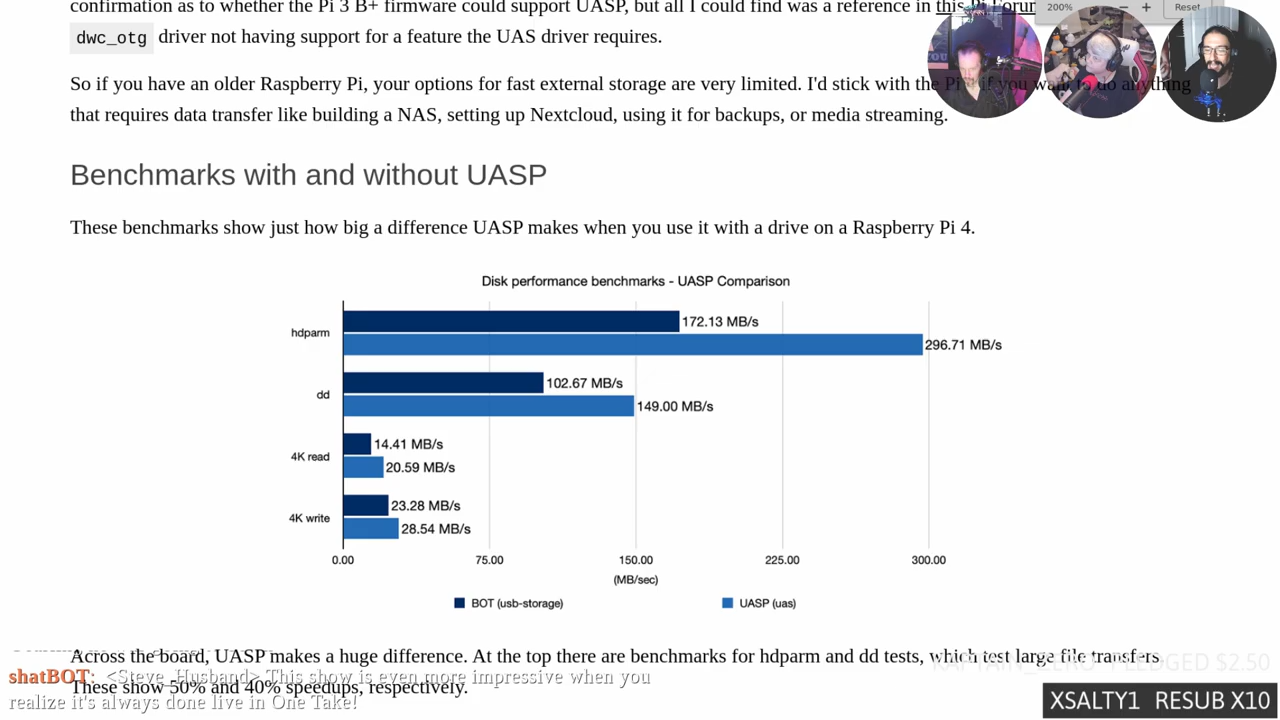 confirmation as to whether the Pi 3 B+ firmware could support UASP, but all I could find was a reference in this
200% − + Reset
dwc_otg driver not having support for a feature the UAS driver requires.
So if you have an older Raspberry Pi, your options for fast external storage are very limited. I'd stick with the Pi if you want to do anything
that requires data transfer like building a NAS, setting up Nextcloud, using it for backups, or media streaming.
Benchmarks with and without UASP
These benchmarks show just how big a difference UASP makes when you use it with a drive on a Raspberry Pi 4.
Disk performance benchmarks - UASP Comparison
hdparm
172.13 MB/s
296.71 MB/s
dd
102.67 MB/s
149.00 MB/s
4K read
14.41 MB/s
20.59 MB/s
4K write
23.28 MB/s
28.54 MB/s
0.00 75.00 150.00 225.00 300.00
(MB/sec)
BOT (usb-storage) UASP (uas)
Across the board, UASP makes a huge difference. At the top there are benchmarks for hdparm and dd tests, which test large file transfers.
These show 50% and 40% speedups, respectively.
shatBOT: <Steve_Husband> This show is even more impressive when you
realize it's always done live in One Take!
PLEDGED $2.50
XSALTY1 RESUB X10